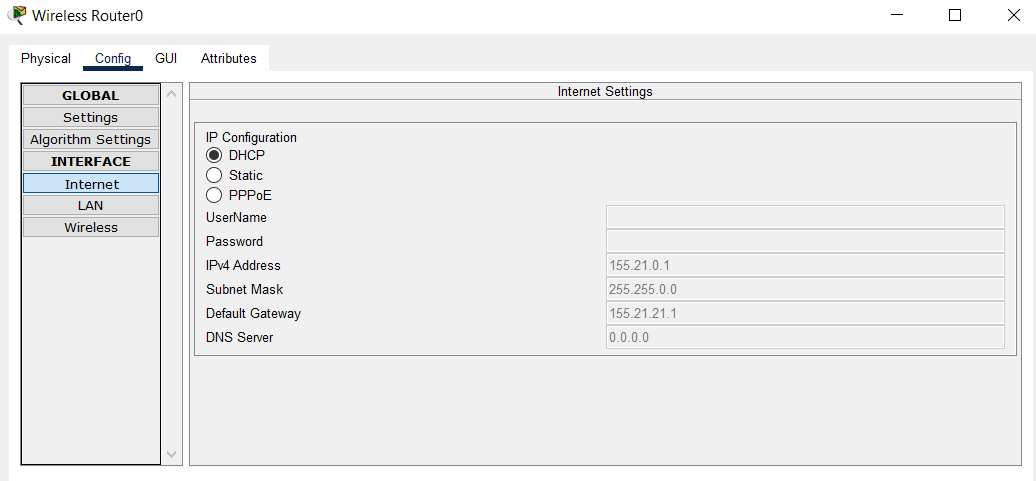 Wireless Router0
Physical Config GUI Attributes
GLOBAL
Settings
Algorithm Settings
INTERFACE
Internet
LAN
Wireless
Internet Settings
IP Configuration
DHCP
Static
PPPoE
UserName
Password
IPv4 Address 155.21.0.1
Subnet Mask 255.255.0.0
Default Gateway 155.21.21.1
DNS Server 0.0.0.0